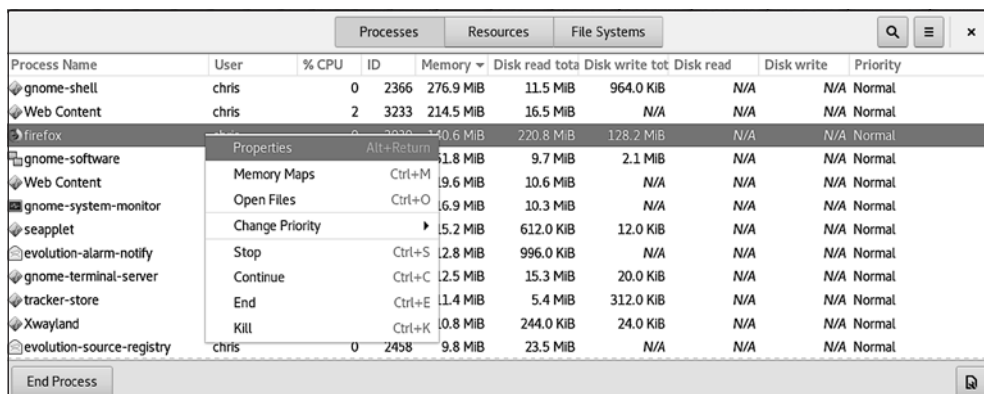 Processes Resources File Systems
Process Name User % CPU ID Memory Disk read tota Disk write tot Disk read Disk write Priority
gnome-shell chris 0 2366 276.9 MiB 11.5 MiB 964.0 KiB N/A N/A Normal
Web Content chris 2 3233 214.5 MiB 16.5 MiB N/A N/A N/A Normal
firefox 140.6 MiB 220.8 MiB 128.2 MiB N/A N/A Normal
Properties Alt+Return
gnome-software 9.7 MiB 2.1 MiB N/A N/A Normal
Memory Maps Ctrl+M
Web Content 10.6 MiB N/A N/A N/A Normal
Open Files Ctrl+O
gnome-system-monitor 10.3 MiB N/A N/A N/A Normal
Change Priority
seapplet 612.0 KiB 12.0 KiB N/A N/A Normal
Stop Ctrl+S
evolution-alarm-notify 996.0 KiB N/A N/A N/A Normal
Continue Ctrl+C
gnome-terminal-server 15.3 MiB 20.0 KiB N/A N/A Normal
End Ctrl+E
tracker-store 5.4 MiB 312.0 KiB N/A N/A Normal
Kill Ctrl+K
Xwayland 244.0 KiB 24.0 KiB N/A N/A Normal
evolution-source-registry chris 0 2458 9.8 MiB 23.5 MiB N/A N/A N/A Normal
End Process